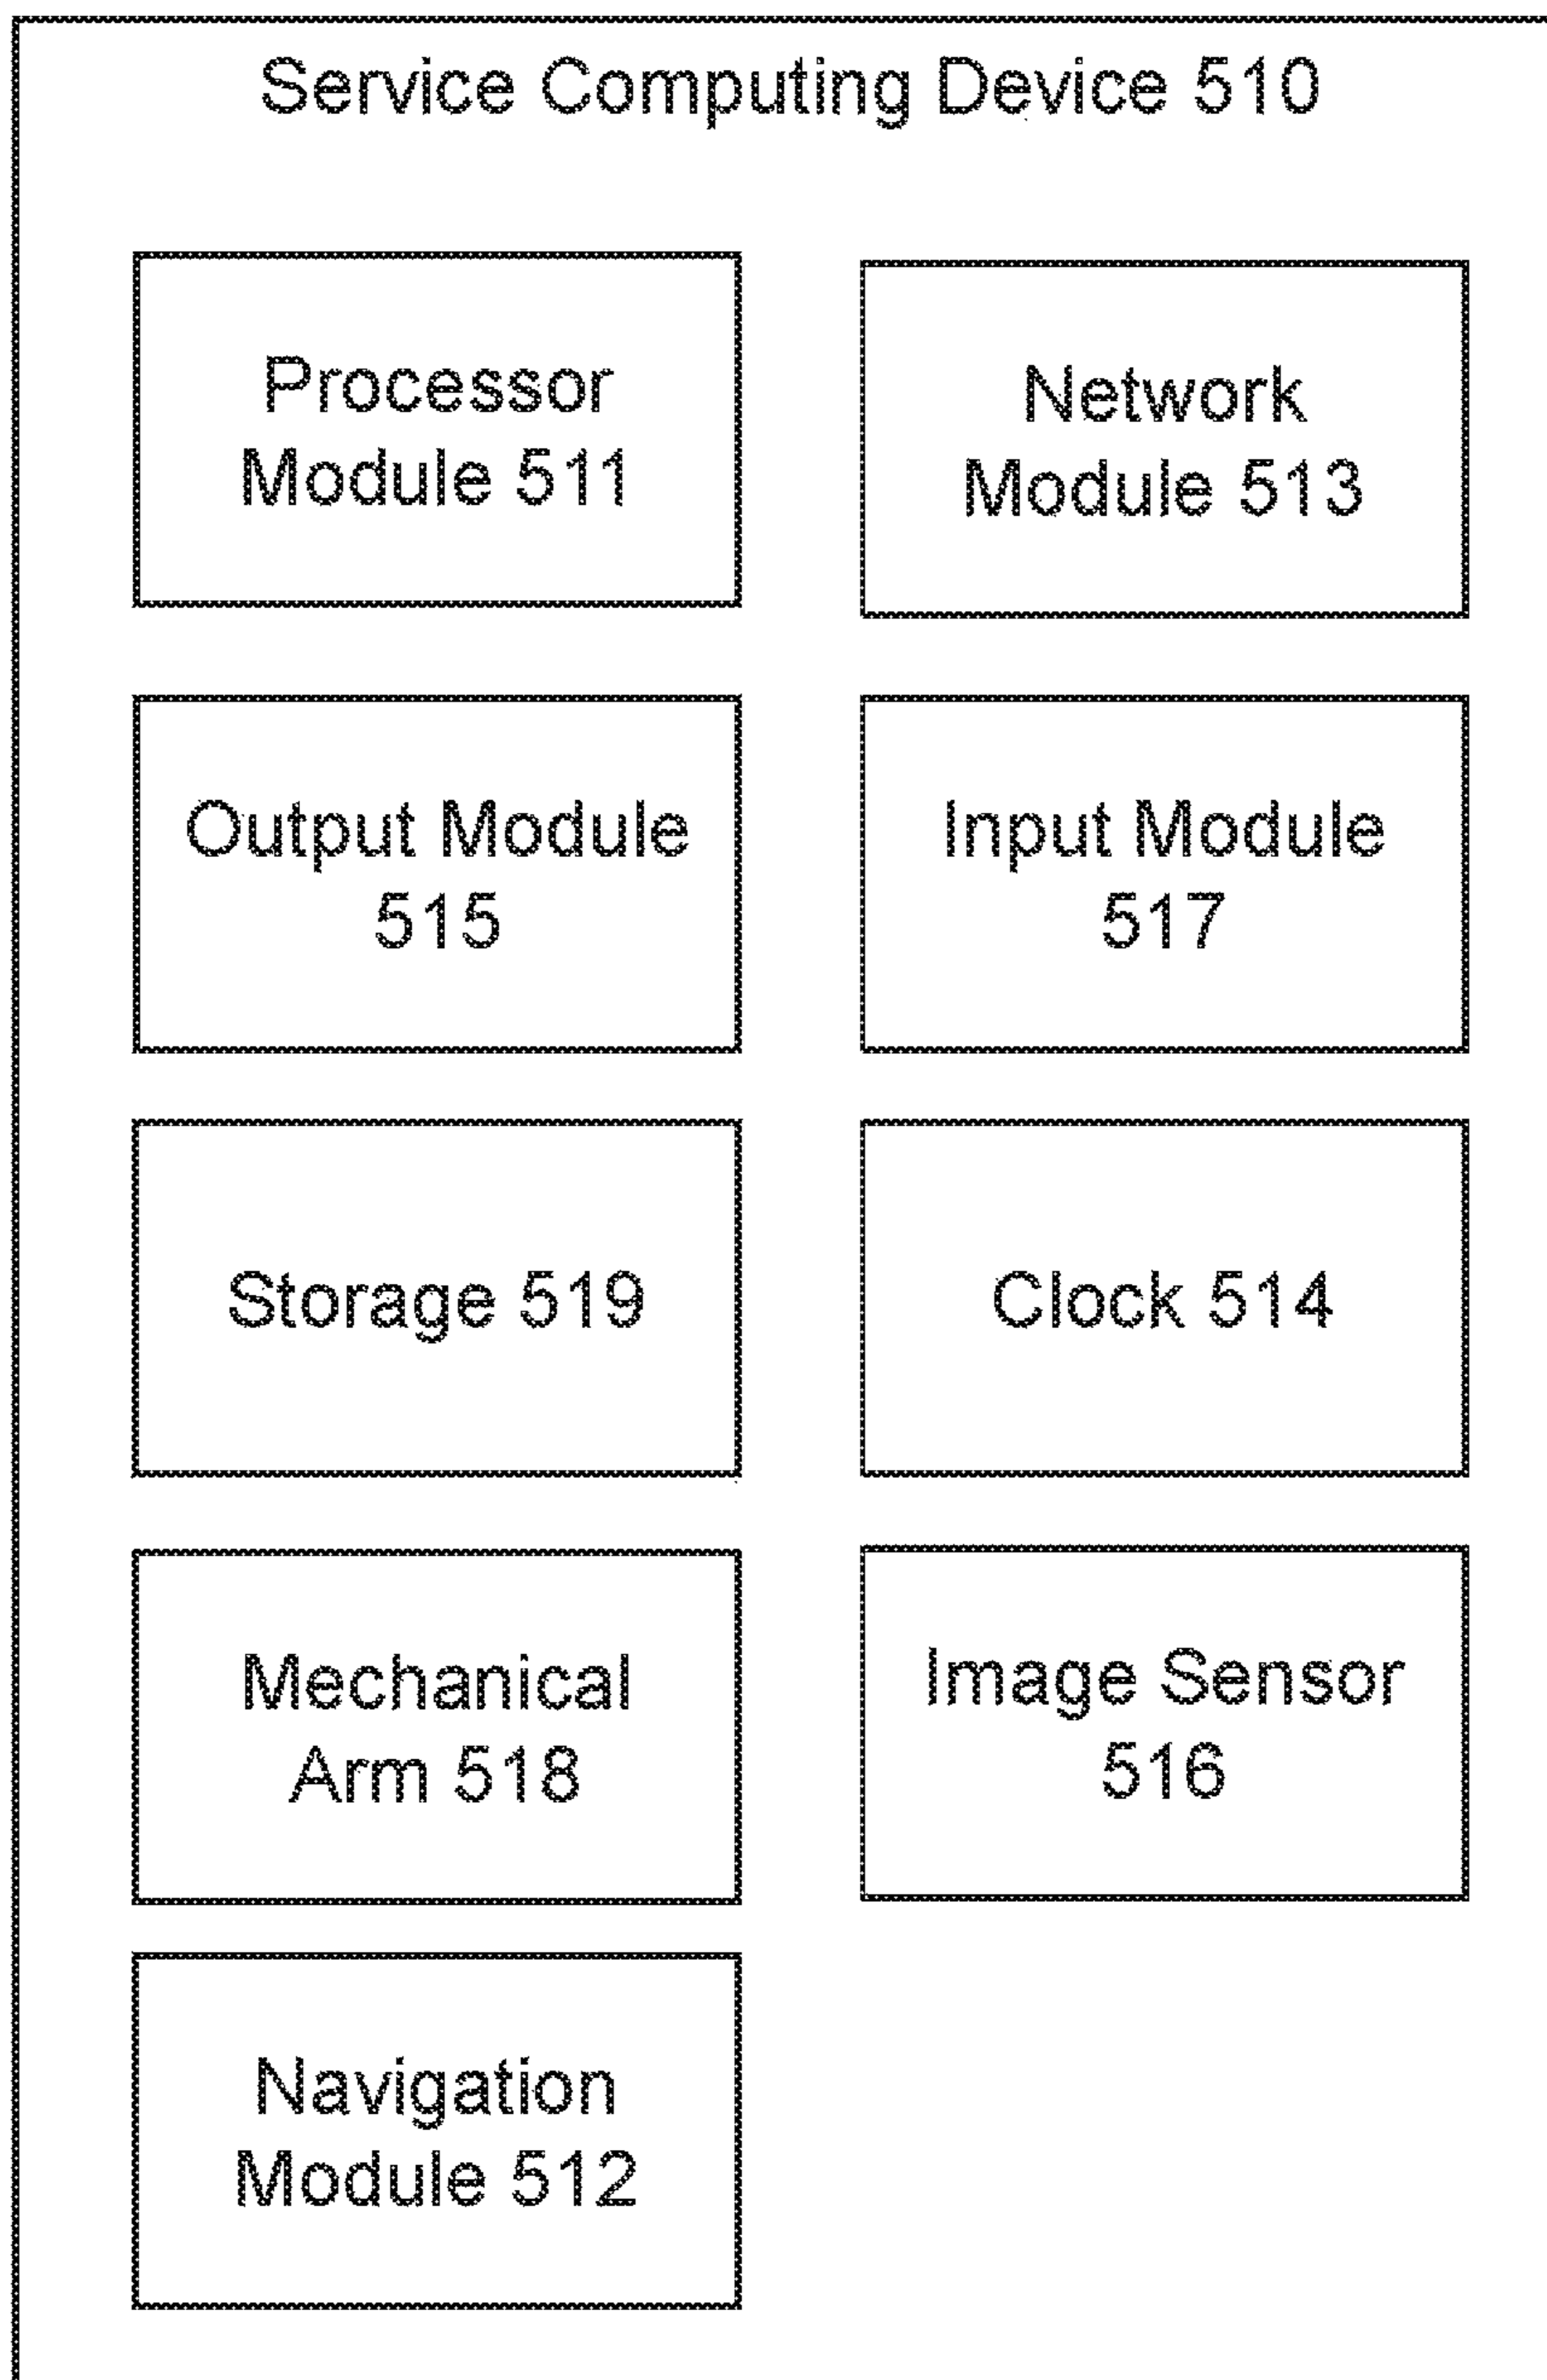 Service Computing Device 510
Processor
Module 511
Network
Module 513
Output Module
515
Input Module
517
Storage 519
Clock 514
Mechanical
Arm 518
Image Sensor
516
Navigation
Module 512